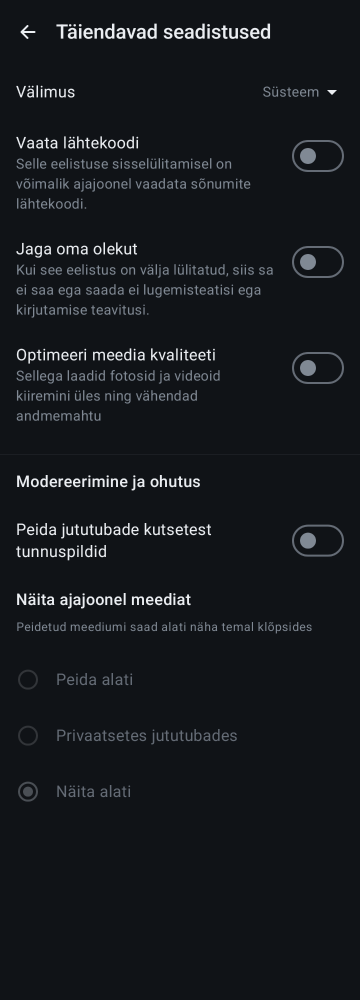 Täiendavad seadistused
Välimus
Süsteem
Vaata lähtekoodi
Selle eelistuse sisselülitamisel on
võimalik ajajoonel vaadata sõnumite
lähtekoodi.
Jaga oma olekut
Kui see eelistus on välja lülitatud, siis sa
ei saa ega saada ei lugemisteatisi ega
kirjutamise teavitusi.
Optimeeri meedia kvaliteeti
Sellega laadid fotosid ja videoid
kiiremini üles ning vähendad
andmemahtu
Modereerimine ja ohutus
Peida jututubade kutsetest
tunnuspildid
Näita ajajoonel meediat
Peidetud meediumi saad alati näha temal klõpsides
Peida alati
Privaatsetes jututubades
Näita alati